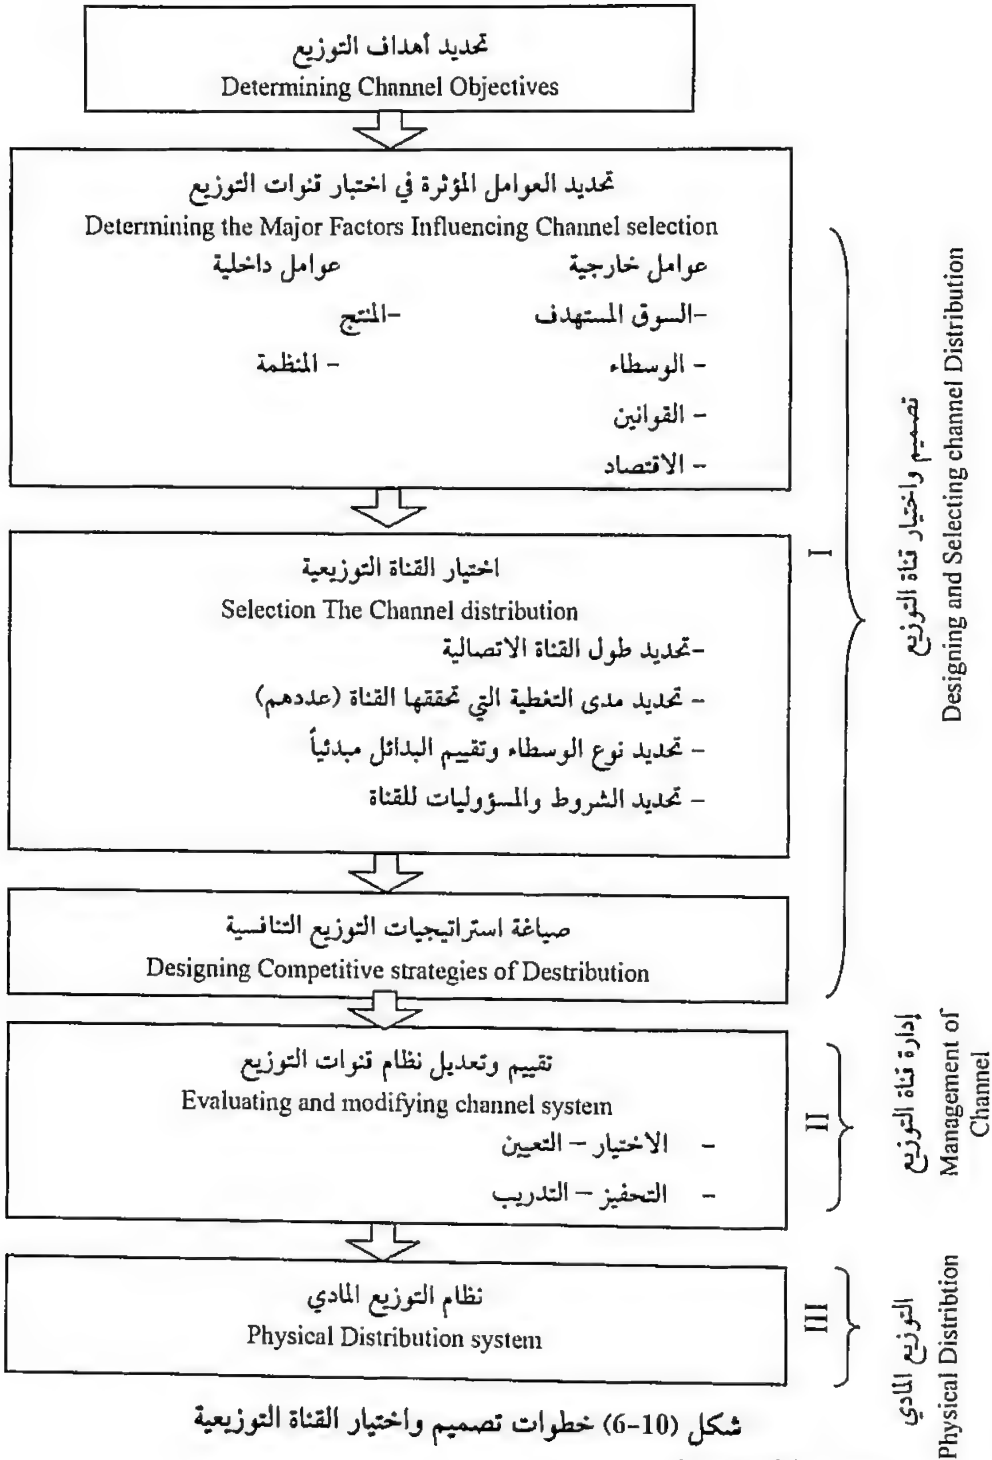 تحديد أهداف التوزيع
Determining Channel Objectives
تحديد العوامل المؤثرة في اختبار قنوات التوزيع
Determining the Major Factors Influencing Channel selection
عوامل خارجية عوامل داخلية
-السوق المستهدف -المنتج
- الوسطاء - المنظمة
- القوانين
- الاقتصاد
اختيار القناة التوزيعية
Selection The Channel distribution
-تحديد طول القناة الاتصالية
- تحديد مدى التغطية التي تحققها القناة (عددهم)
- تحديد نوع الوسطاء وتقييم البدائل مبدئياً
- تحديد الشروط والمسؤوليات للقناة
صياغة استراتيجيات التوزيع التنافسية
Designing Competitive strategies of Destribution
I
تصميم واختيار قناة التوزيع
Designing and Selecting channel Distribution
تقييم وتعديل نظام قنوات التوزيع
Evaluating and modifying channel system
- الاختيار – التعيين
- التحفيز – التدريب
II
إدارة قناة التوزيع
Management of
Channel
نظام التوزيع المادي
Physical Distribution system
III
التوزيع المادي
Physical Distribtion
شكل (10-6) خطوات تصميم واختيار القناة التوزيعية